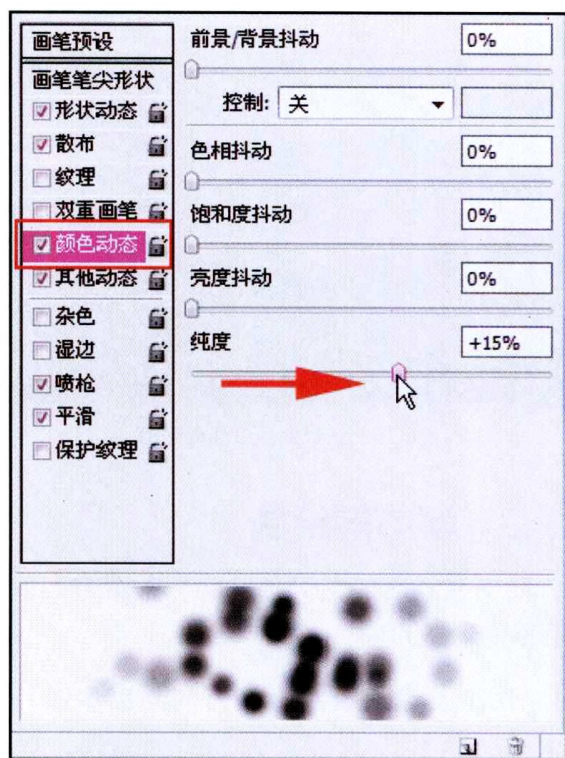 画笔预设
画笔笔尖形状
形状动态
散布
纹理
双重画笔
颜色动态
其他动态
杂色
湿边
喷枪
平滑
保护纹理
前景/背景抖动 0%
控制: 关
色相抖动 0%
饱和度抖动 0%
亮度抖动 0%
纯度 +15%